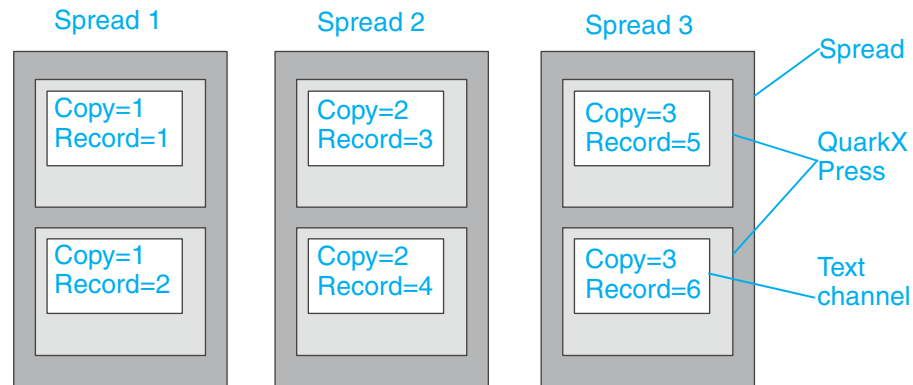 Spread 1
Spread 2
Spread 3
Spread
Copy=1
Record=1
Copy=2
Record=3
Copy=3
Record=5
QuarkX
Press
Copy=1
Record=2
Copy=2
Record=4
Copy=3
Record=6
Text
channel